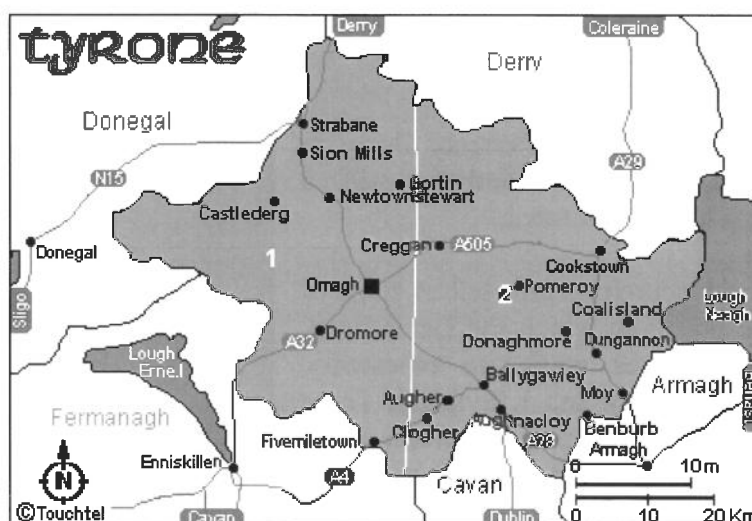 tyrone
Derry
Coleraine
Derry
Donegal
Strabane
Sion Mills
A29
N15
Gortin
Newtownstewart
Castlederg
Donegal
Creggan
A505
Cookstown
1
Omagh
2
Pomeroy
Sligo
Coalisland
Lough
Neagh
Dromore
A32
Donaghmore
Dungannon
Lough
Erne.l
Ballygawley
Augher
Moy
Armagh
Belfast
Fermanagh
Clogher
Aughnacloy
Benburb
A28
Fivemiletown
Armagh
Enniskillen
A4
0
10m
N
Cavan
©Touchtel
Cavan
Dublin
0
10
20 Km